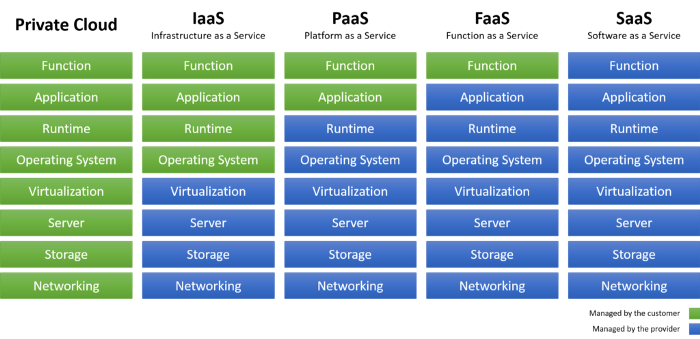 Private Cloud
IaaS
Infrastructure as a Service
PaaS
Platform as a Service
FaaS
Function as a Service
SaaS
Software as a Service
Function
Function
Function
Function
Function
Application
Application
Application
Application
Application
Runtime
Runtime
Runtime
Runtime
Runtime
Operating System
Operating System
Operating System
Operating System
Operating System
Virtualization
Virtualization
Virtualization
Virtualization
Virtualization
Server
Server
Server
Server
Server
Storage
Storage
Storage
Storage
Storage
Networking
Networking
Networking
Networking
Networking
Managed by the customer
Managed by the provider